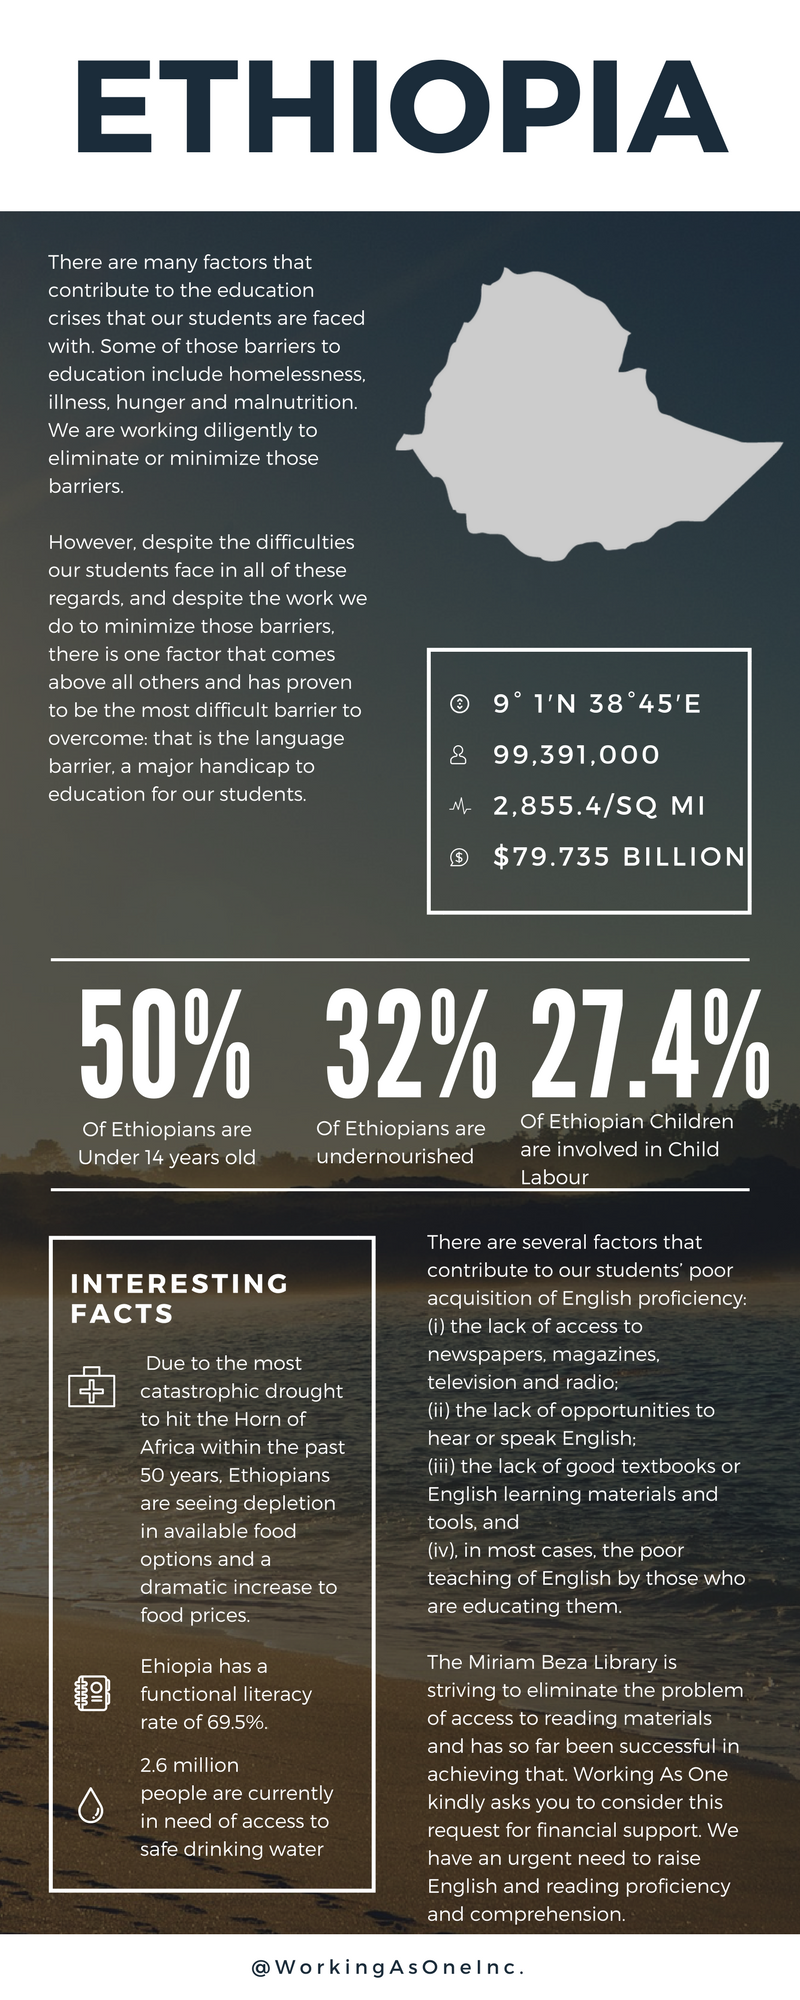 ETHIOPIA
There are many factors that
contribute to the education
crises that our students are faced
with. Some of those barriers to
education include homelessness,
illness, hunger and malnutrition.
We are working diligently to
eliminate or minimize those
barriers.
However, despite the difficulties
our students face in all of these
regards, and despite the work we
do to minimize those barriers,
there is one factor that comes
above all others and has proven
to be the most difficult barrier to
overcome: that is the language
barrier, a major handicap to
education for our students.
9° 1'N 38°45'E
99,391,000
2,855.4/SQ MI
$79.735 BILLION
50%
Of Ethiopians are
Under 14 years old
32%
Of Ethiopians are
undernourished
27.4%
Of Ethiopian Children
are involved in Child
Labour
INTERESTING
FACTS
Due to the most
catastrophic drought
to hit the Horn of
Africa within the past
50 years, Ethiopians
are seeing depletion
in available food
options and a
dramatic increase to
food prices.
Ehiopia has a
functional literacy
rate of 69.5%.
2.6 million
people are currently
in need of access to
safe drinking water
There are several factors that
contribute to our students' poor
acquisition of English proficiency:
(i) the lack of access to
newspapers, magazines,
television and radio;
(ii) the lack of opportunities to
hear or speak English;
(iii) the lack of good textbooks or
English learning materials and
tools, and
(iv), in most cases, the poor
teaching of English by those who
are educating them.
The Miriam Beza Library is
striving to eliminate the problem
of access to reading materials
and has so far been successful in
achieving that. Working As One
kindly asks you to consider this
request for financial support. We
have an urgent need to raise
English and reading proficiency
and comprehension.
@WorkingAsOneInc.